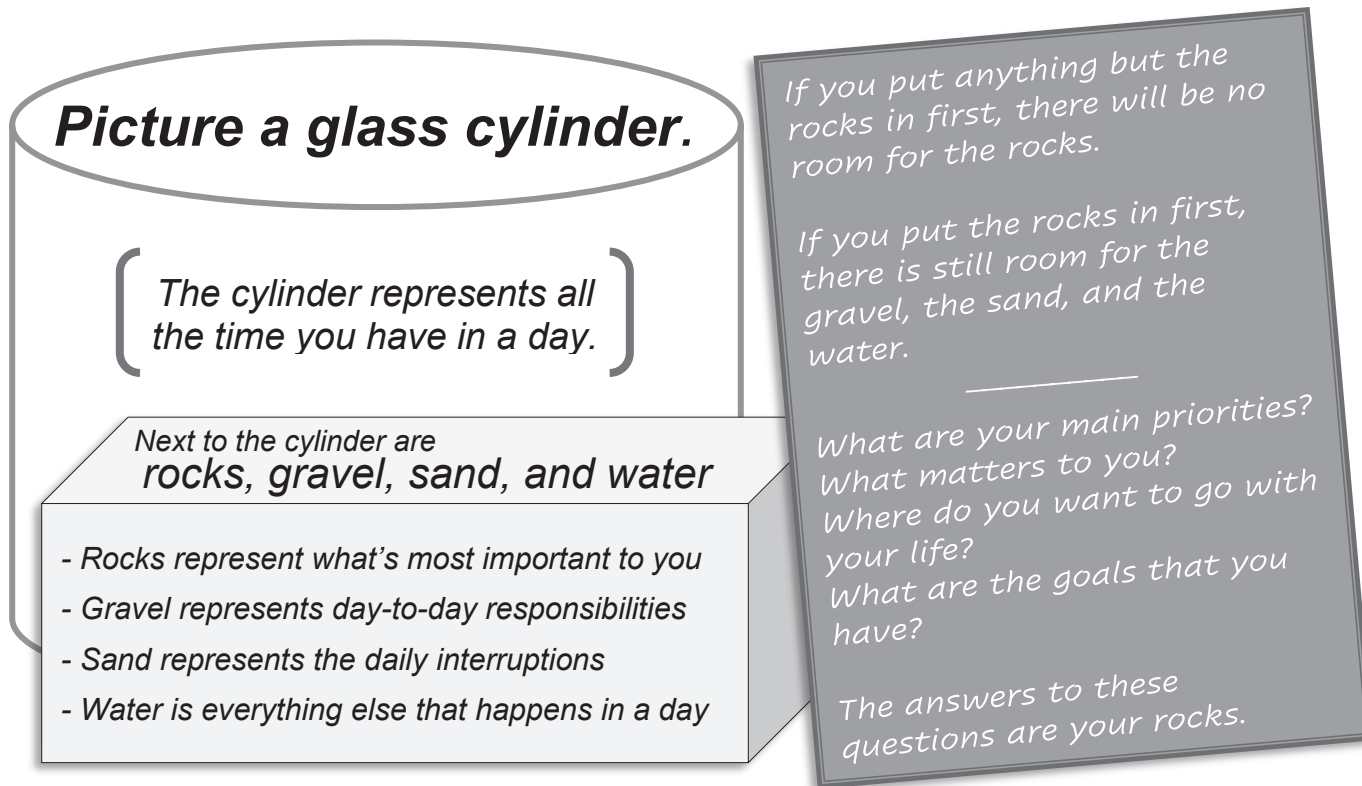 Picture a glass cylinder.
The cylinder represents all
the time you have in a day.
Next to the cylinder are
rocks, gravel, sand, and water
- Rocks represent what's most important to you
- Gravel represents day-to-day responsibilities
- Sand represents the daily interruptions
- Water is everything else that happens in a day
If you put anything but the
rocks in first, there will be no
room for the rocks.
If you put the rocks in first,
there is still room for the
gravel, the sand, and the
water.
What are your main priorities?
What matters to you?
Where do you want to go with
your life?
What are the goals that you
have?
The answers to these
questions are your rocks.